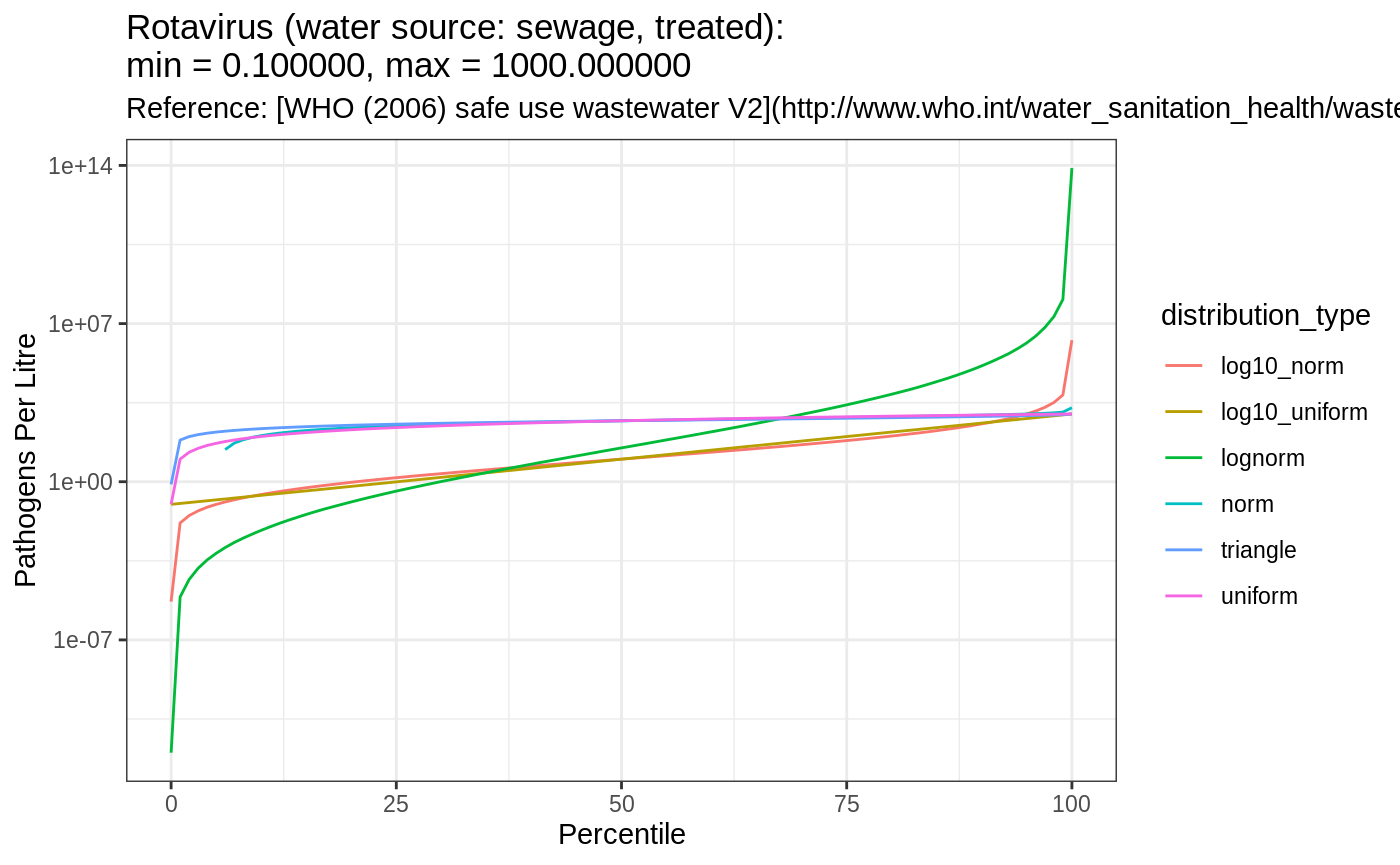 Rotavirus (water source: sewage, treated):
min = 0.100000, max = 1000.000000
Reference: [WHO (2006) safe use wastewater V2](http://www.who.int/water_sanitation_health/waste
1e+14
1e+07
1e+00
1e-07
Pathogens Per Litre
0
25
50
75
100
Percentile
distribution_type
log10_norm
log10_uniform
lognorm
norm
triangle
uniform